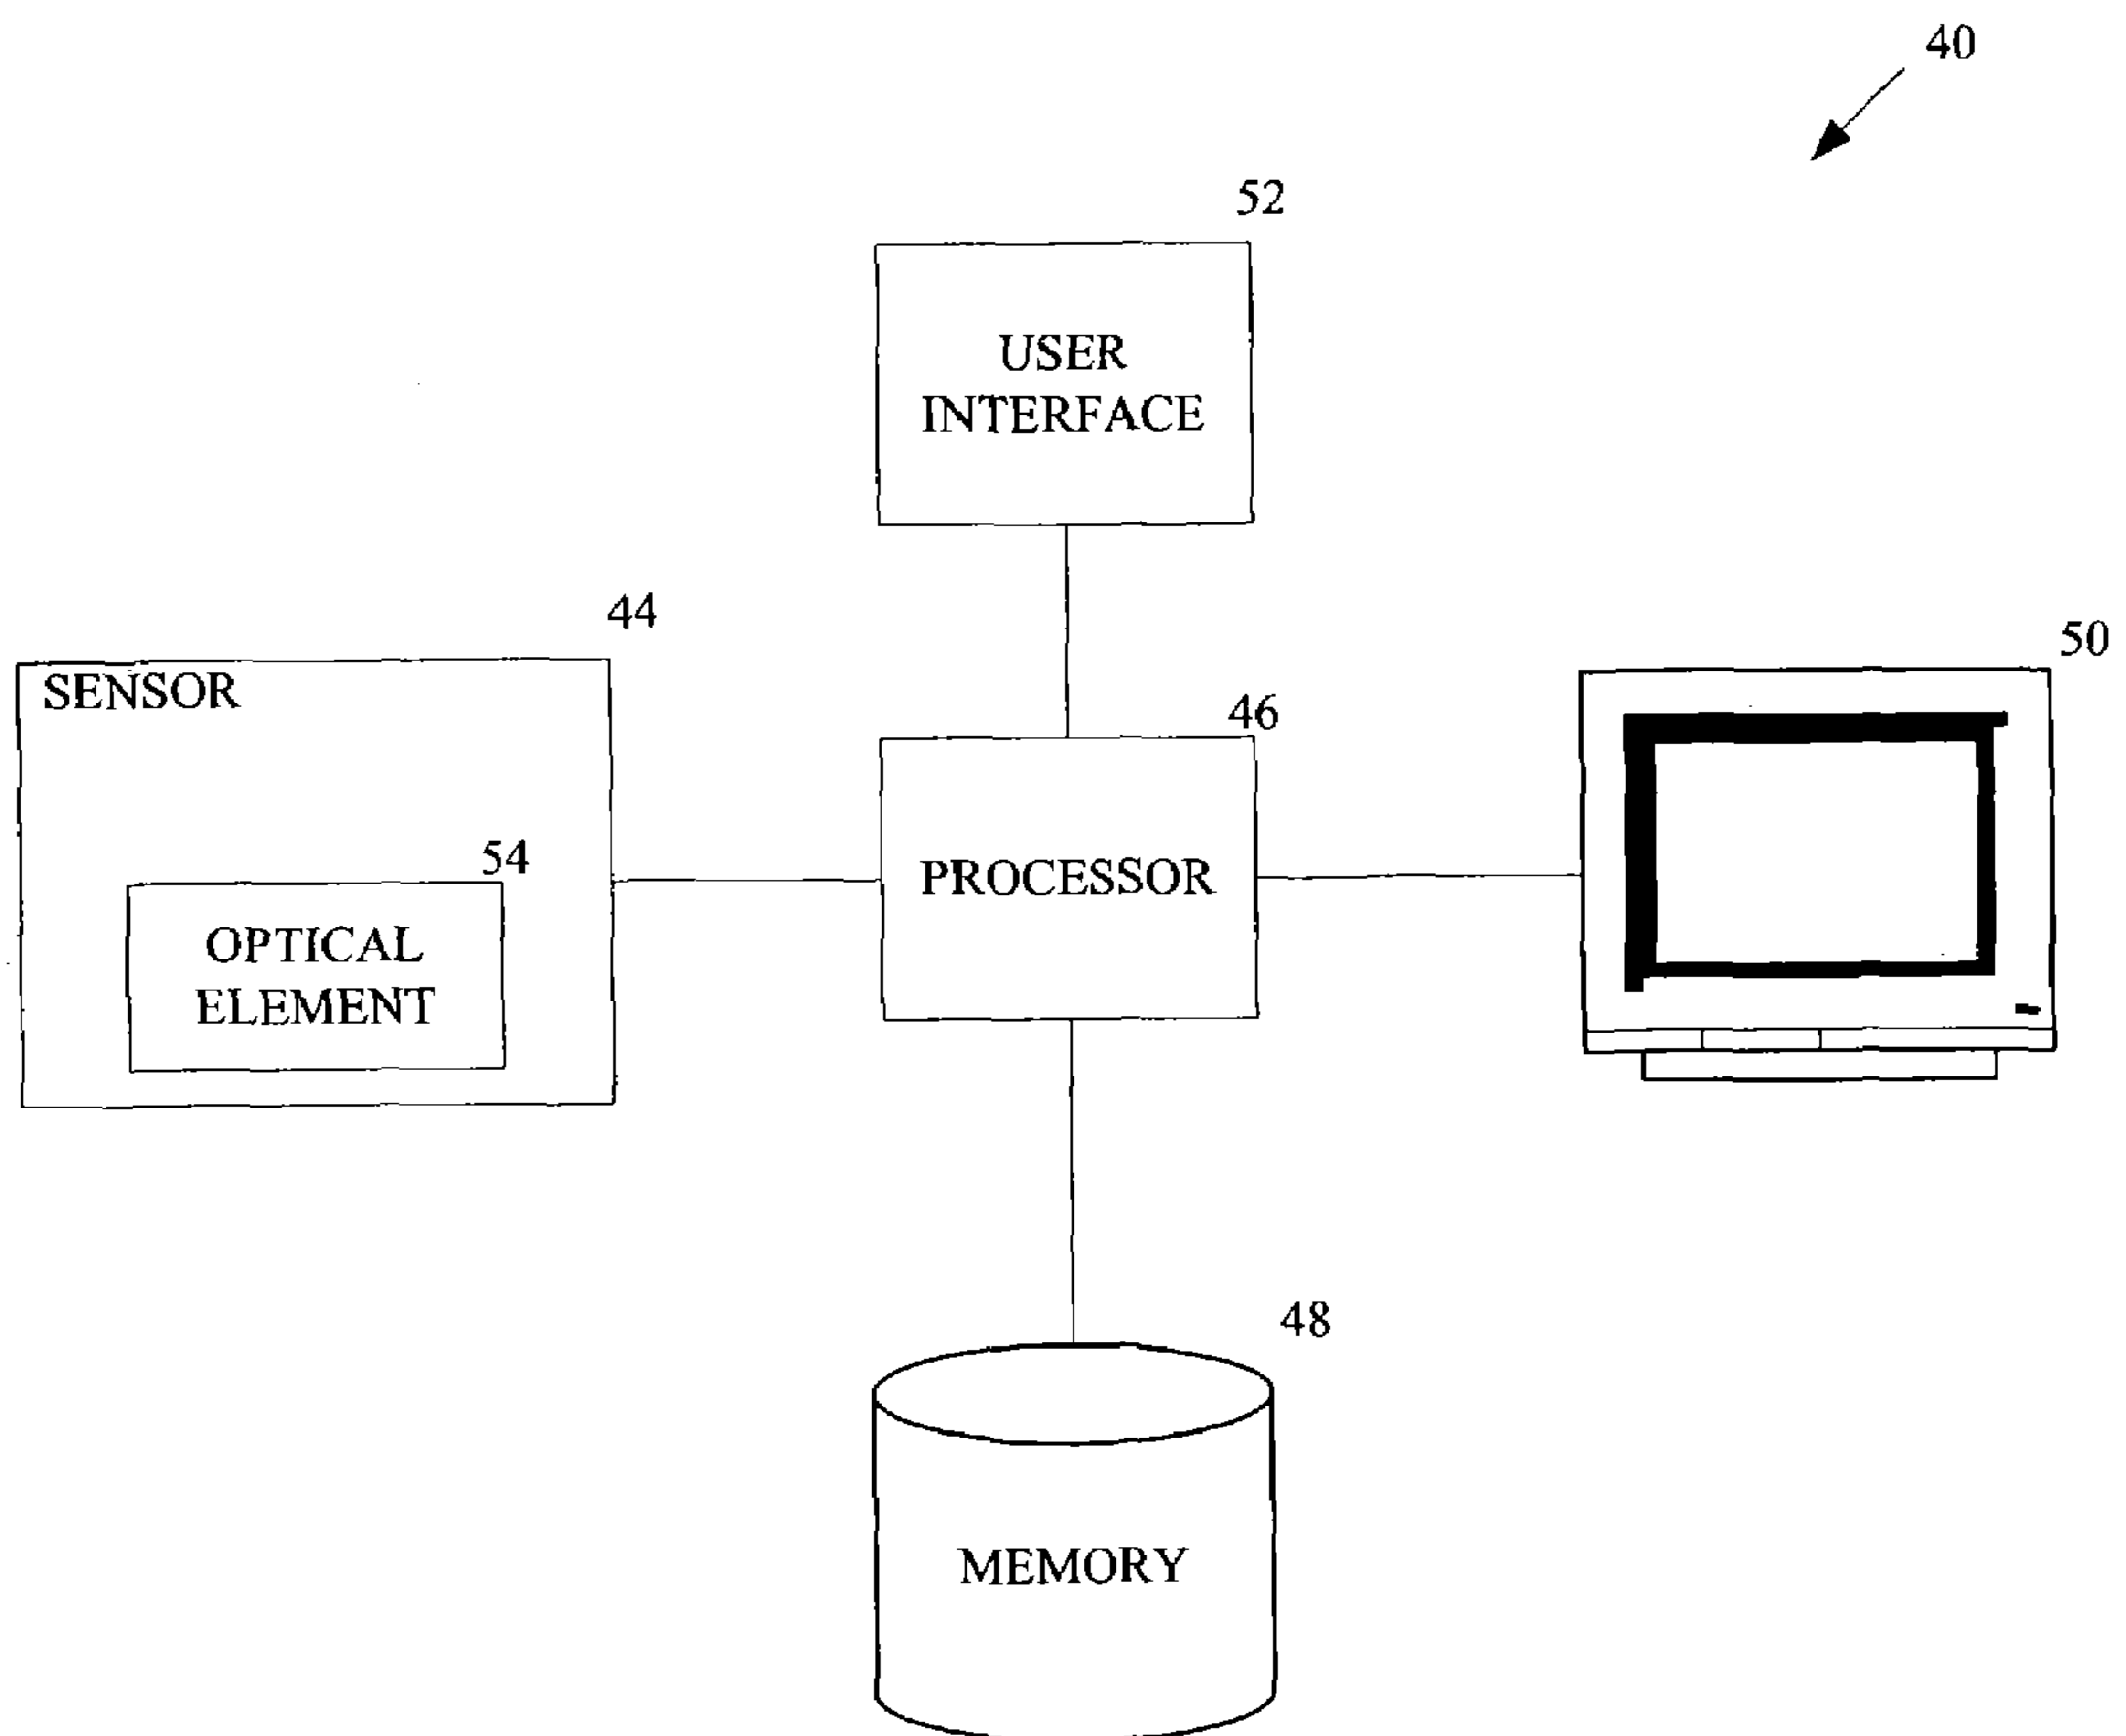 40
52
USER
INTERFACE
44
50
SENSOR
46
54
PROCESSOR
OPTICAL
ELEMENT
48
MEMORY